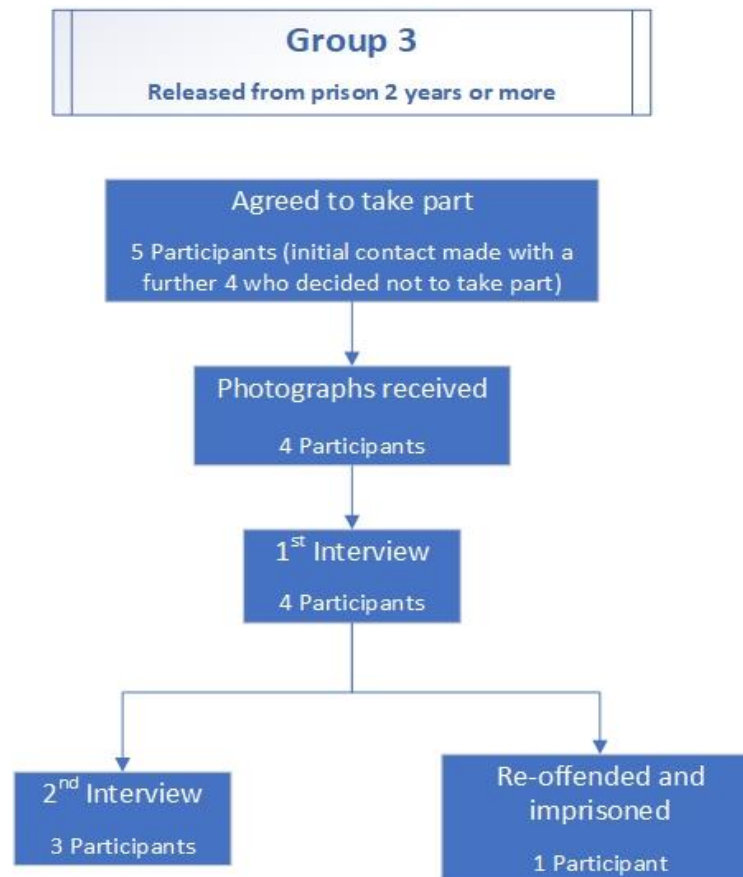 Group 3
Released from prison 2 years or more
Agreed to take part
5 Participants (initial contact made with a
further 4 who decided not to take part)
Photographs received
4 Participants
1st Interview
4 Participants
2nd Interview
3 Participants
Re-offended and
imprisoned
1 Participant